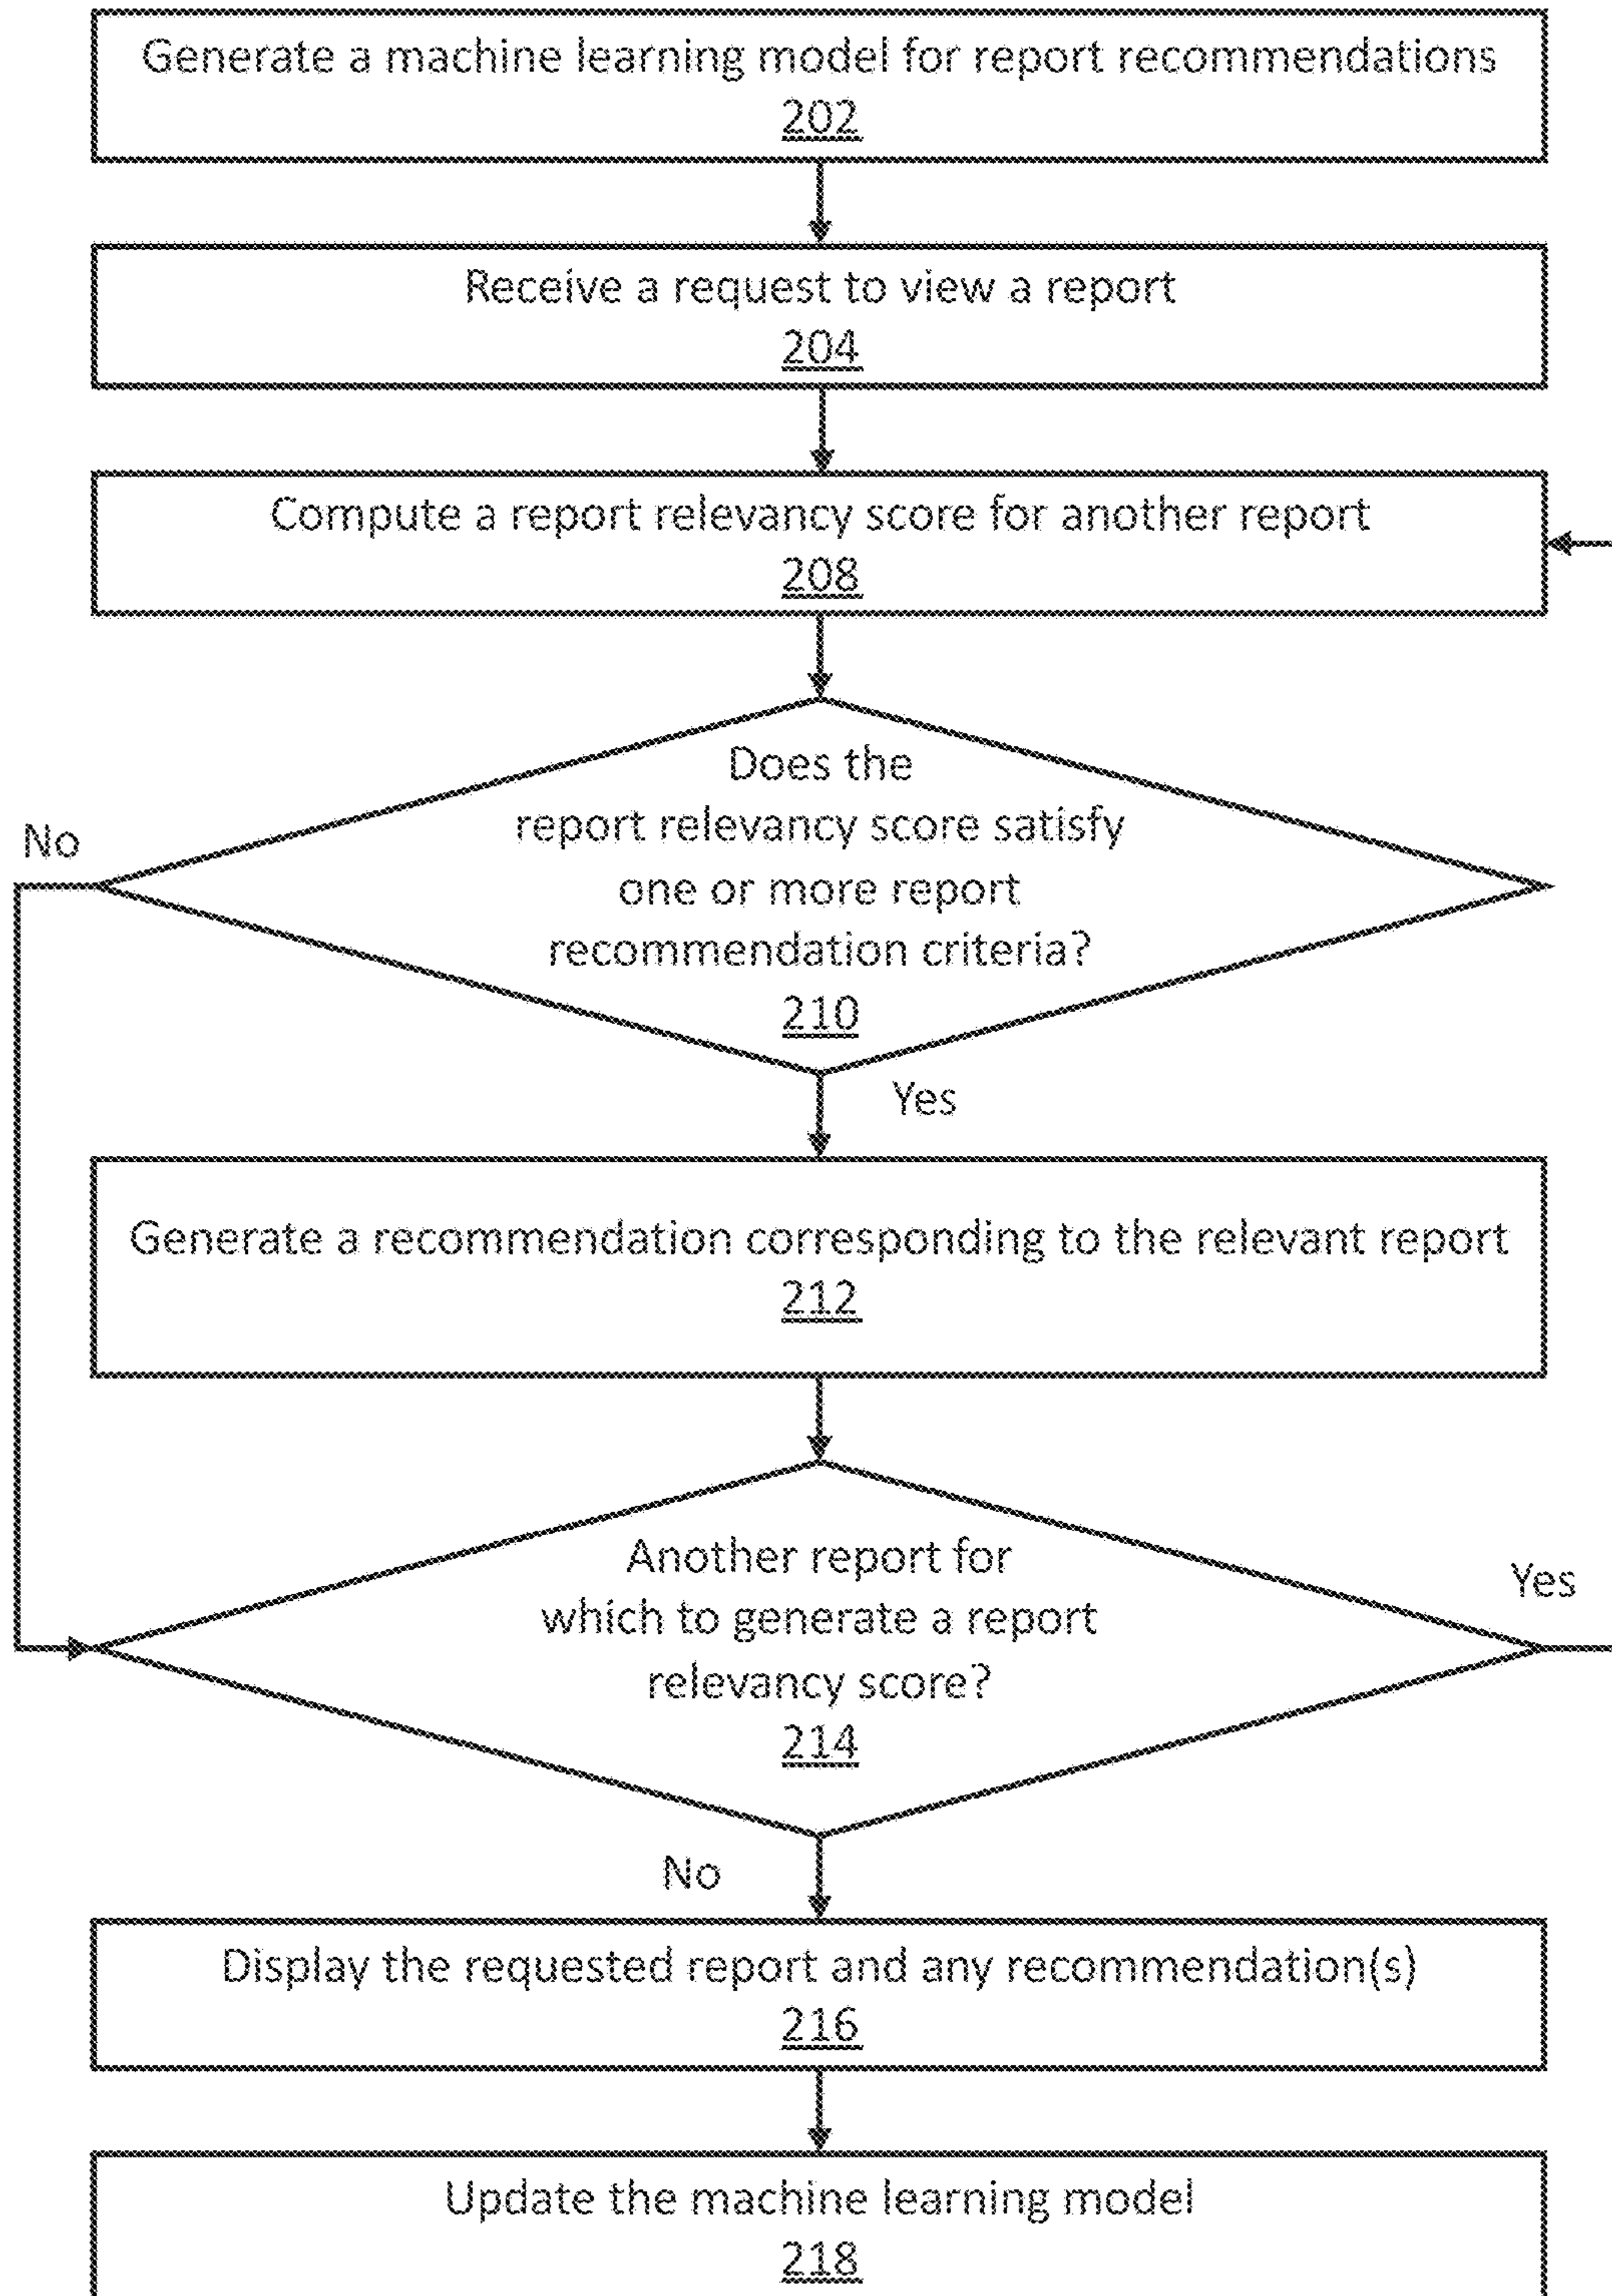 Generate a machine learning model for report recommendations
202
Receive a request to view a report
204
Compute a report relevancy score for another report
208
Does the
report relevancy score satisfy
one or more report
recommendation criteria?
210
No
Yes
Generate a recommendation corresponding to the relevant report
212
Another report for
which to generate a report
relevancy score?
214
Yes
No
Display the requested report and any recommendation(s)
216
Update the machine learning model
218